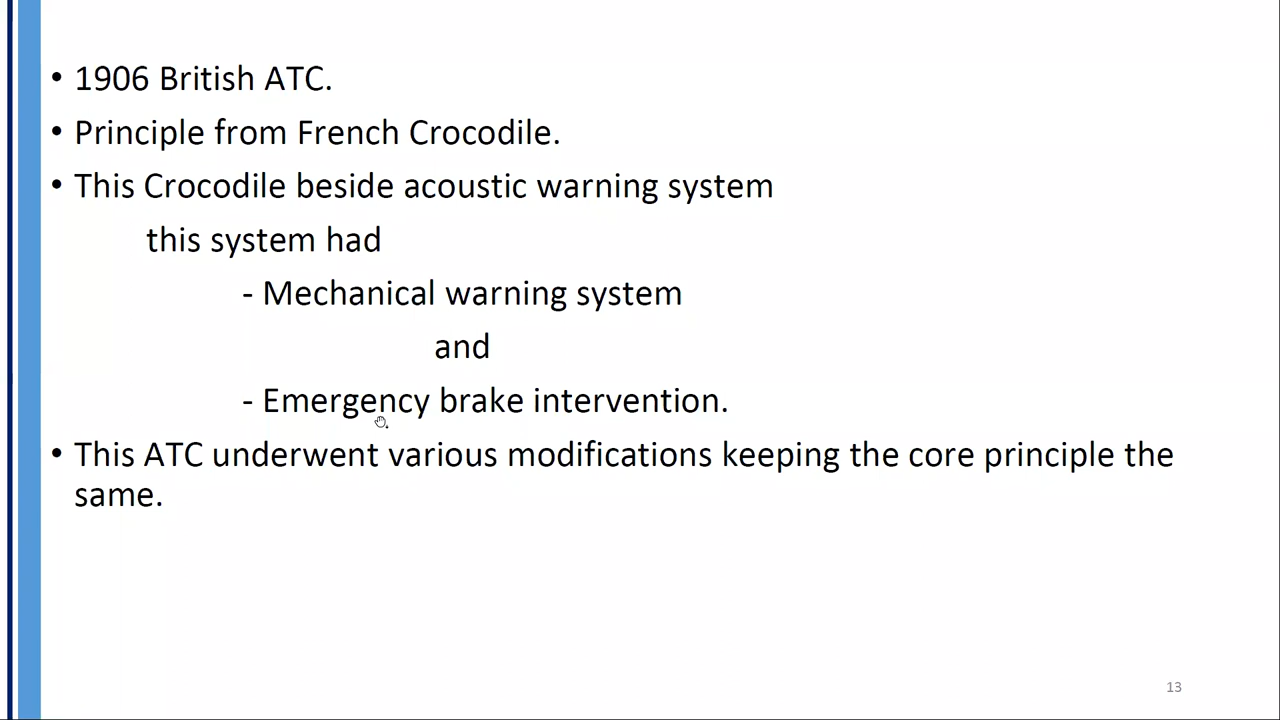 • 1906 British ATC.
• Principle from French Crocodile.
• This Crocodile beside acoustic warning system
this system had
- Mechanical warning system
and
- Emergency brake intervention.
• This ATC underwent various modifications keeping the core principle the
same.
13